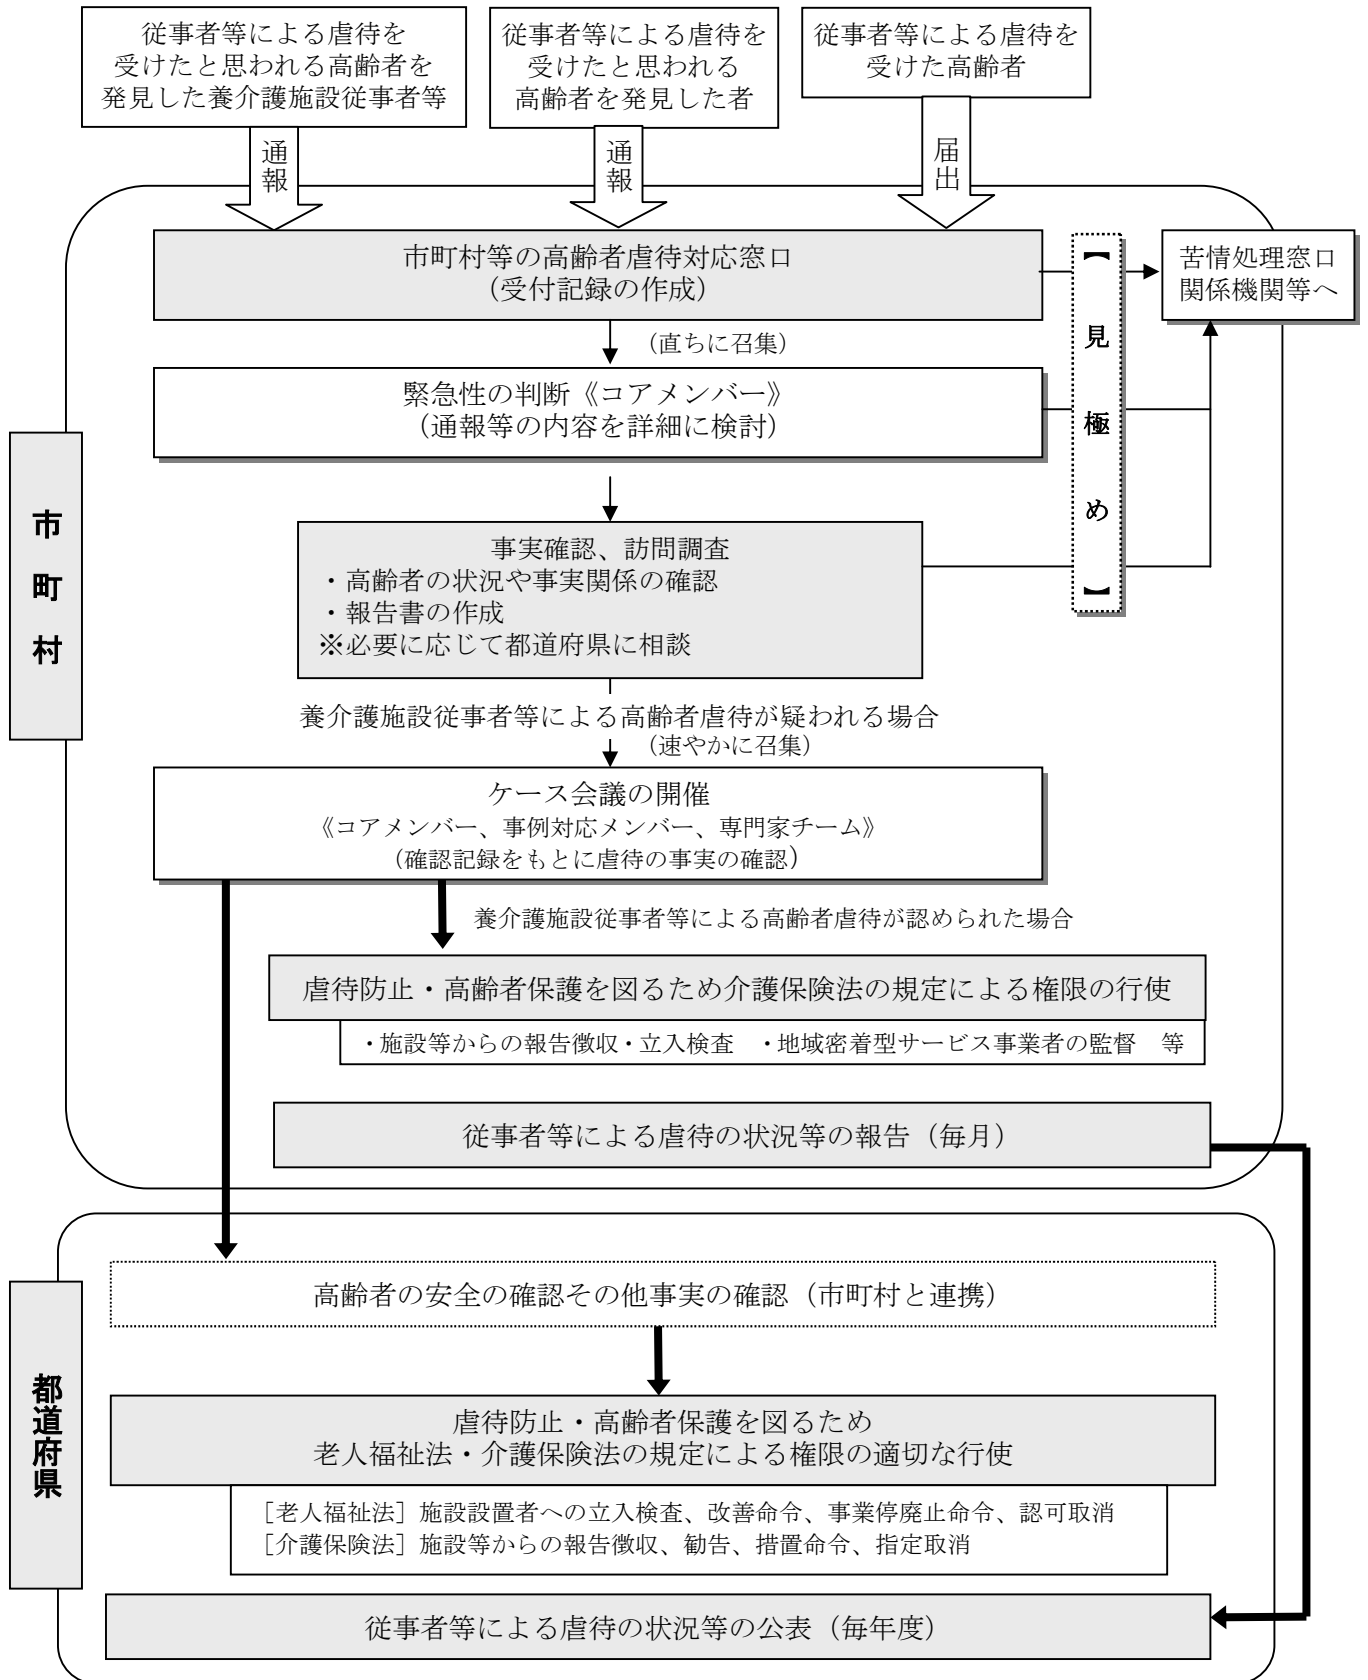 従事者等による虐待を
受けたと思われる高齢者を
発見した養介護施設従事者等
従事者等による虐待を
受けたと思われる
高齢者を発見した者
従事者等による虐待を
受けた高齢者
通報
通報
届出
市町村等の高齢者虐待対応窓口
(受付記録の作成)
【見極め】
苦情処理窓口
関係機関等へ
(直ちに召集)
緊急性の判断《コアメンバー》
(通報等の内容を詳細に検討)
市町村
事実確認、訪問調査
・高齢者の状況や事実関係の確認
・報告書の作成
※必要に応じて都道府県に相談
養介護施設従事者等による高齢者虐待が疑われる場合
(速やかに召集)
ケース会議の開催
《コアメンバー、事例対応メンバー、専門家チーム》
(確認記録をもとに虐待の事実の確認)
養介護施設従事者等による高齢者虐待が認められた場合
虐待防止・高齢者保護を図るため介護保険法の規定による権限の行使
・施設等からの報告徴収・立入検査　・地域密着型サービス事業者の監督　等
従事者等による虐待の状況等の報告（毎月）
都道府県
高齢者の安全の確認その他事実の確認（市町村と連携）
虐待防止・高齢者保護を図るため
老人福祉法・介護保険法の規定による権限の適切な行使
［老人福祉法］施設設置者への立入検査、改善命令、事業停廃止命令、認可取消
［介護保険法］施設等からの報告徴収、勧告、措置命令、指定取消
従事者等による虐待の状況等の公表（毎年度）